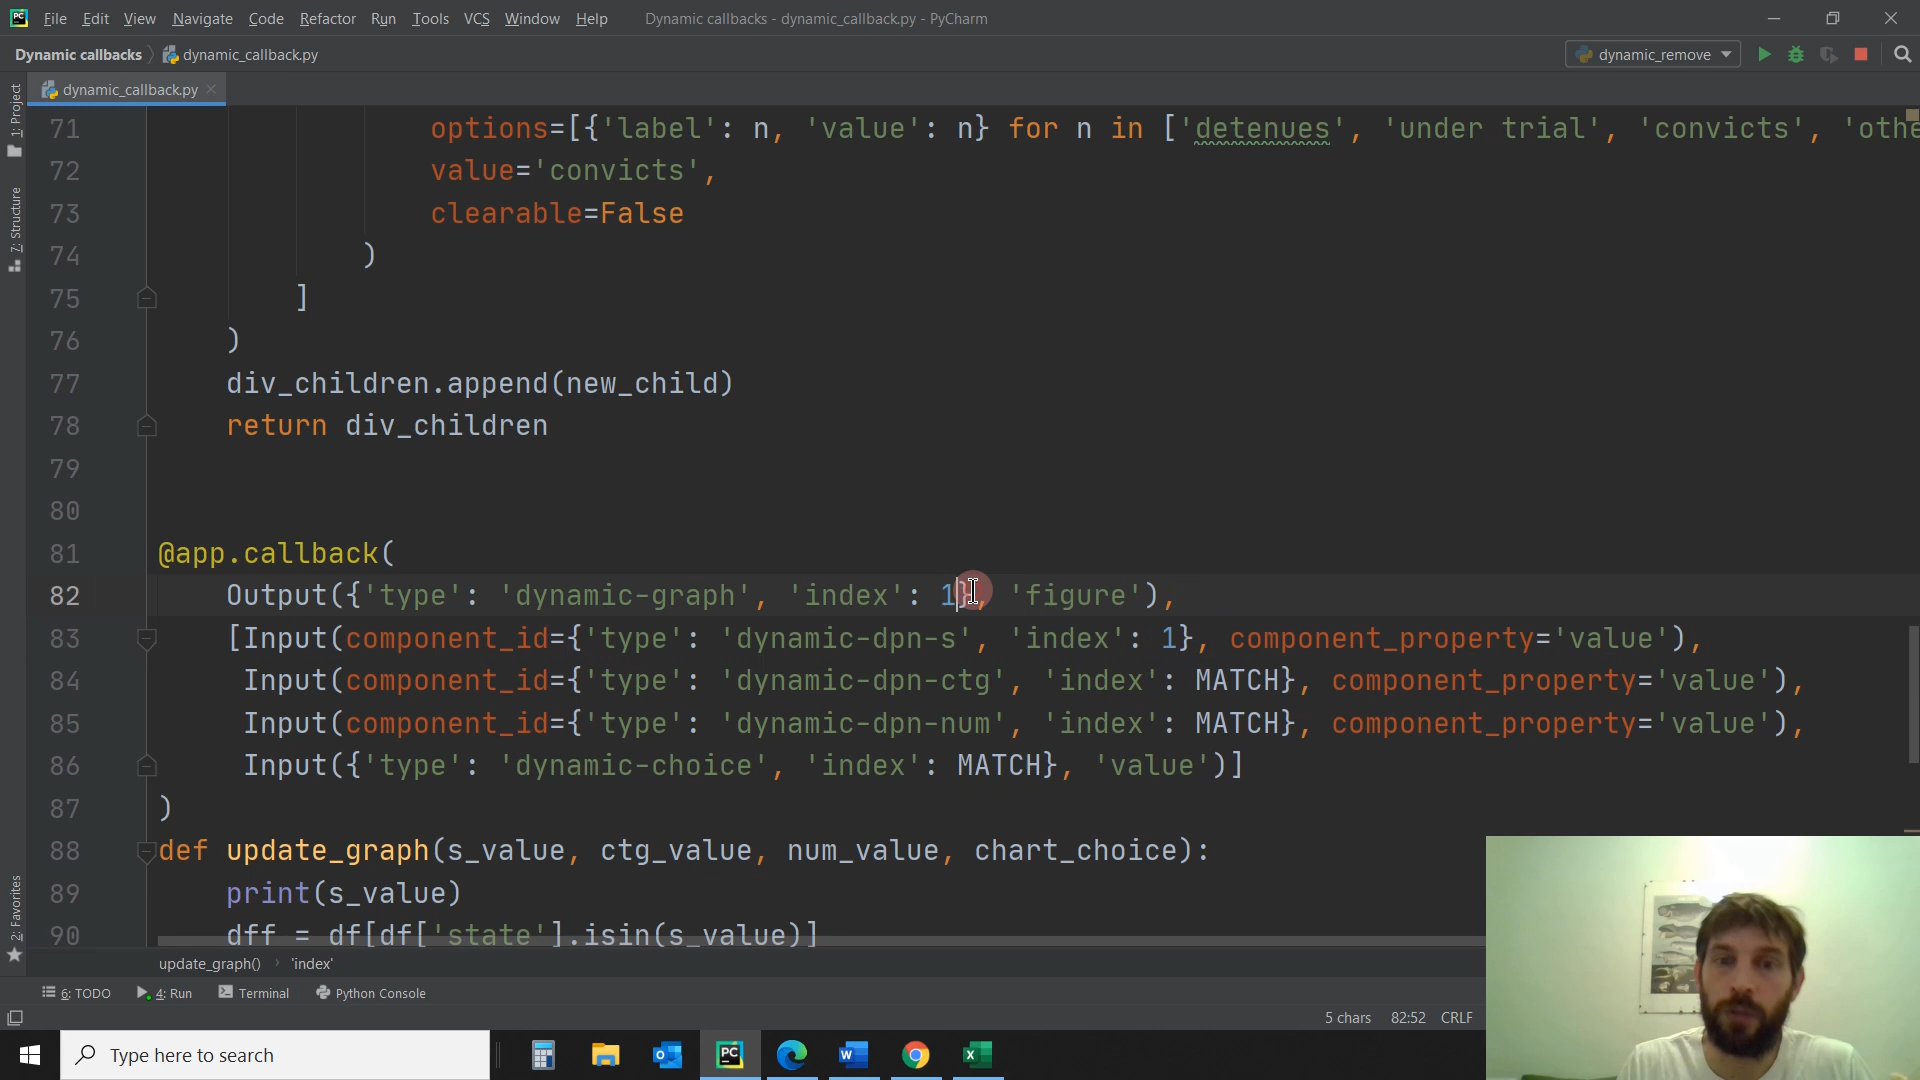 File Edit View Navigate Code Refactor Run Tools VCS Window Help Dynamic callbacks - dynamic_callback.py - PyCharm
Dynamic callbacks dynamic_callback.py dynamic_remove
dynamic_callback.py
1: Project
7: Structure
2: Favorites
71 options=[{'label': n, 'value': n} for n in ['detenues', 'under trial', 'convicts', 'othe
72 value='convicts',
73 clearable=False
74 )
75 ]
76 )
77 div_children.append(new_child)
78 return div_children
79
80
81 @app.callback(
82 Output({'type': 'dynamic-graph', 'index': 1}, 'figure'),
83 [Input(component_id={'type': 'dynamic-dpn-s', 'index': 1}, component_property='value'),
84 Input(component_id={'type': 'dynamic-dpn-ctg', 'index': MATCH}, component_property='value'),
85 Input(component_id={'type': 'dynamic-dpn-num', 'index': MATCH}, component_property='value'),
86 Input({'type': 'dynamic-choice', 'index': MATCH}, 'value')]
87 )
88 def update_graph(s_value, ctg_value, num_value, chart_choice):
89 print(s_value)
90 dff = df[df['state'].isin(s_value)]
update_graph() 'index'
6: TODO 4: Run Terminal Python Console
5 chars 82:52 CRLF
Type here to search